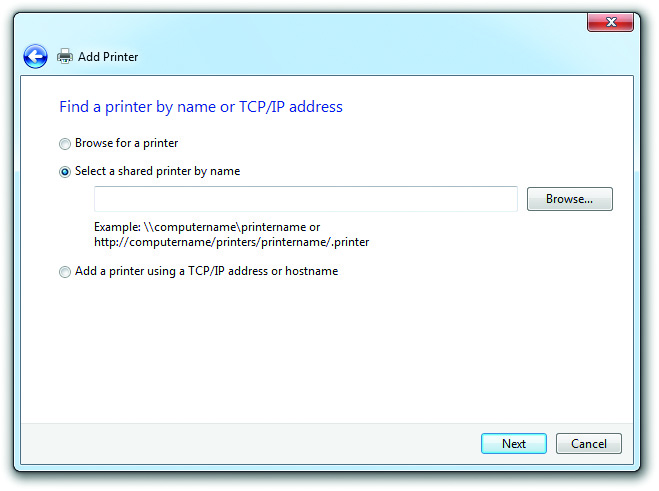 Add Printer
Find a printer by name or TCP/IP address
Browse for a printer
Select a shared printer by name
Browse...
Example: \\computername\printername or
http://computername/printers/printername/.printer
Add a printer using a TCP/IP address or hostname
Next
Cancel